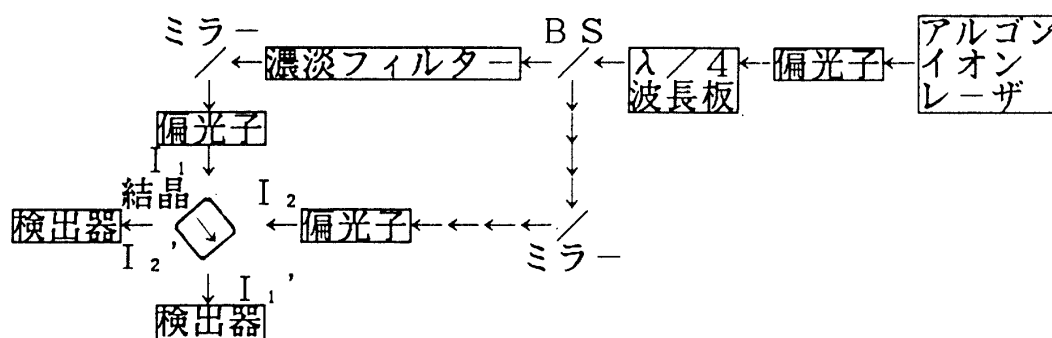 ミラー
濃淡フィルター
BS
λ/4
波長板
偏光子
アルゴン
イオン
レーザ
偏光子
I₁
結晶
I₂
検出器
I₂'
偏光子
ミラー
I₁'
検出器